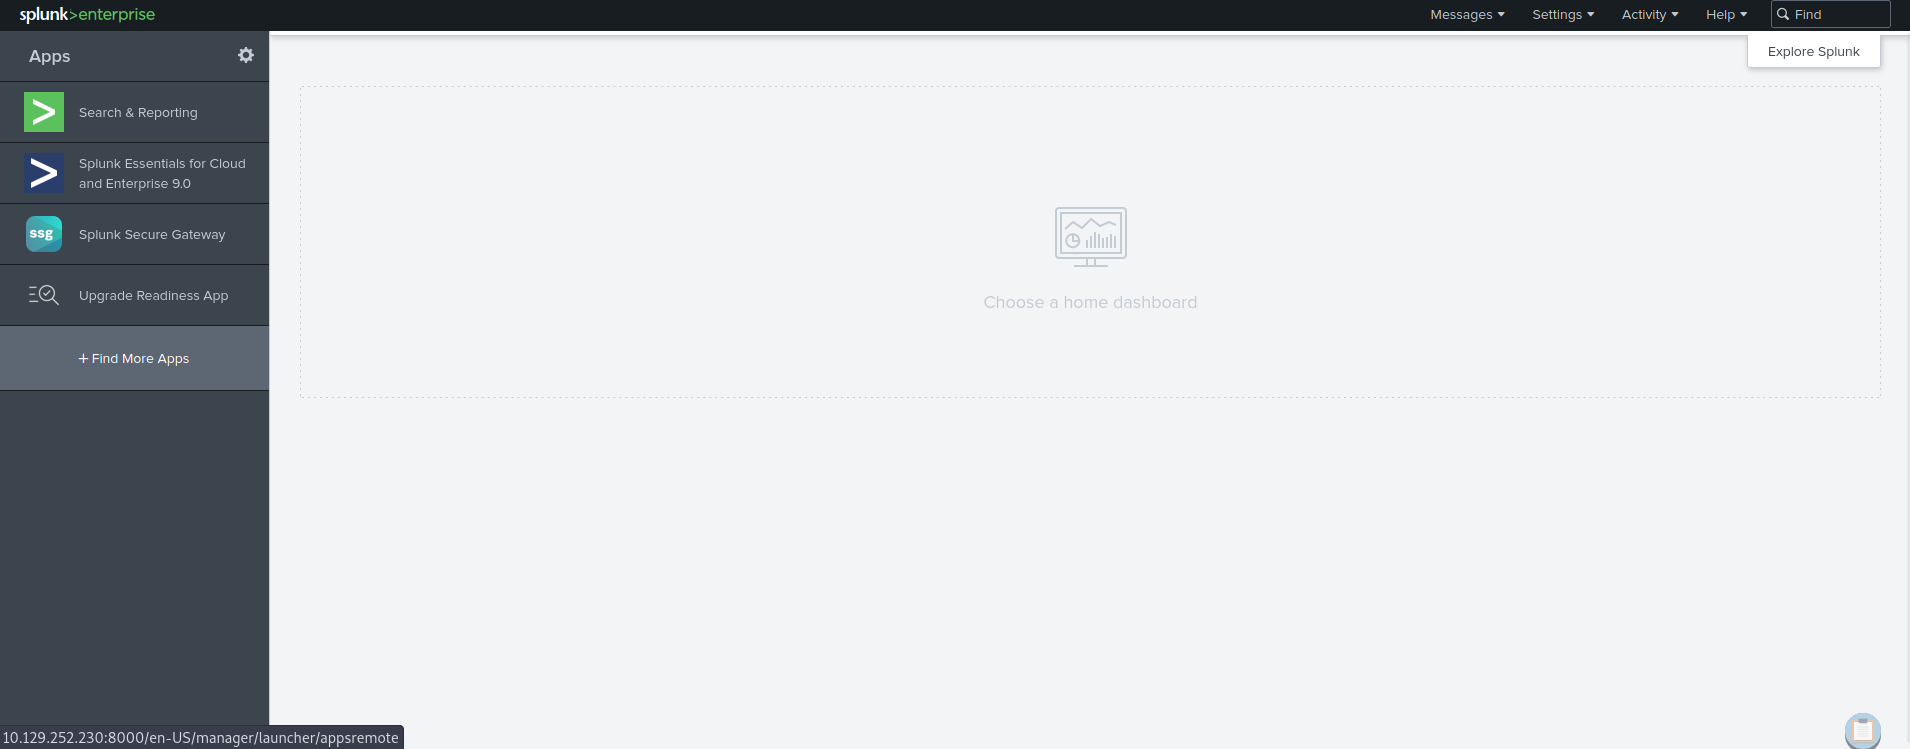 splunk>enterprise
Messages
Settings
Activity
Help
Find
Apps
Explore Splunk
Search & Reporting
Splunk Essentials for Cloud
and Enterprise 9.0
ssg
Splunk Secure Gateway
Upgrade Readiness App
Choose a home dashboard
+ Find More Apps
10.129.252.230:8000/en-US/manager/launcher/appsremote